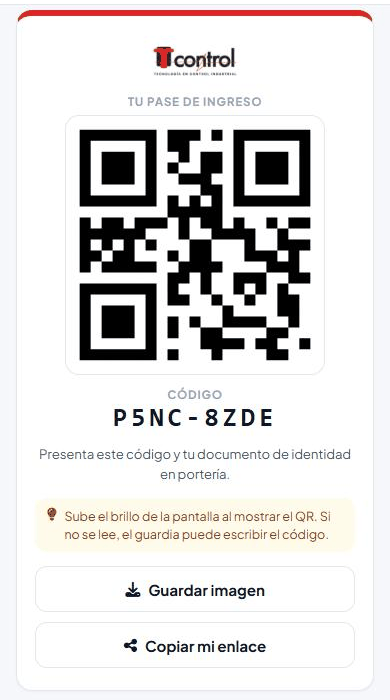 Tcontrol
TECNOLOGÍA EN CONTROL INDUSTRIAL
TU PASE DE INGRESO
CÓDIGO
P5NC-8ZDE
Presenta este código y tu documento de identidad
en portería.
Sube el brillo de la pantalla al mostrar el QR. Si
no se lee, el guardia puede escribir el código.
Guardar imagen
Copiar mi enlace